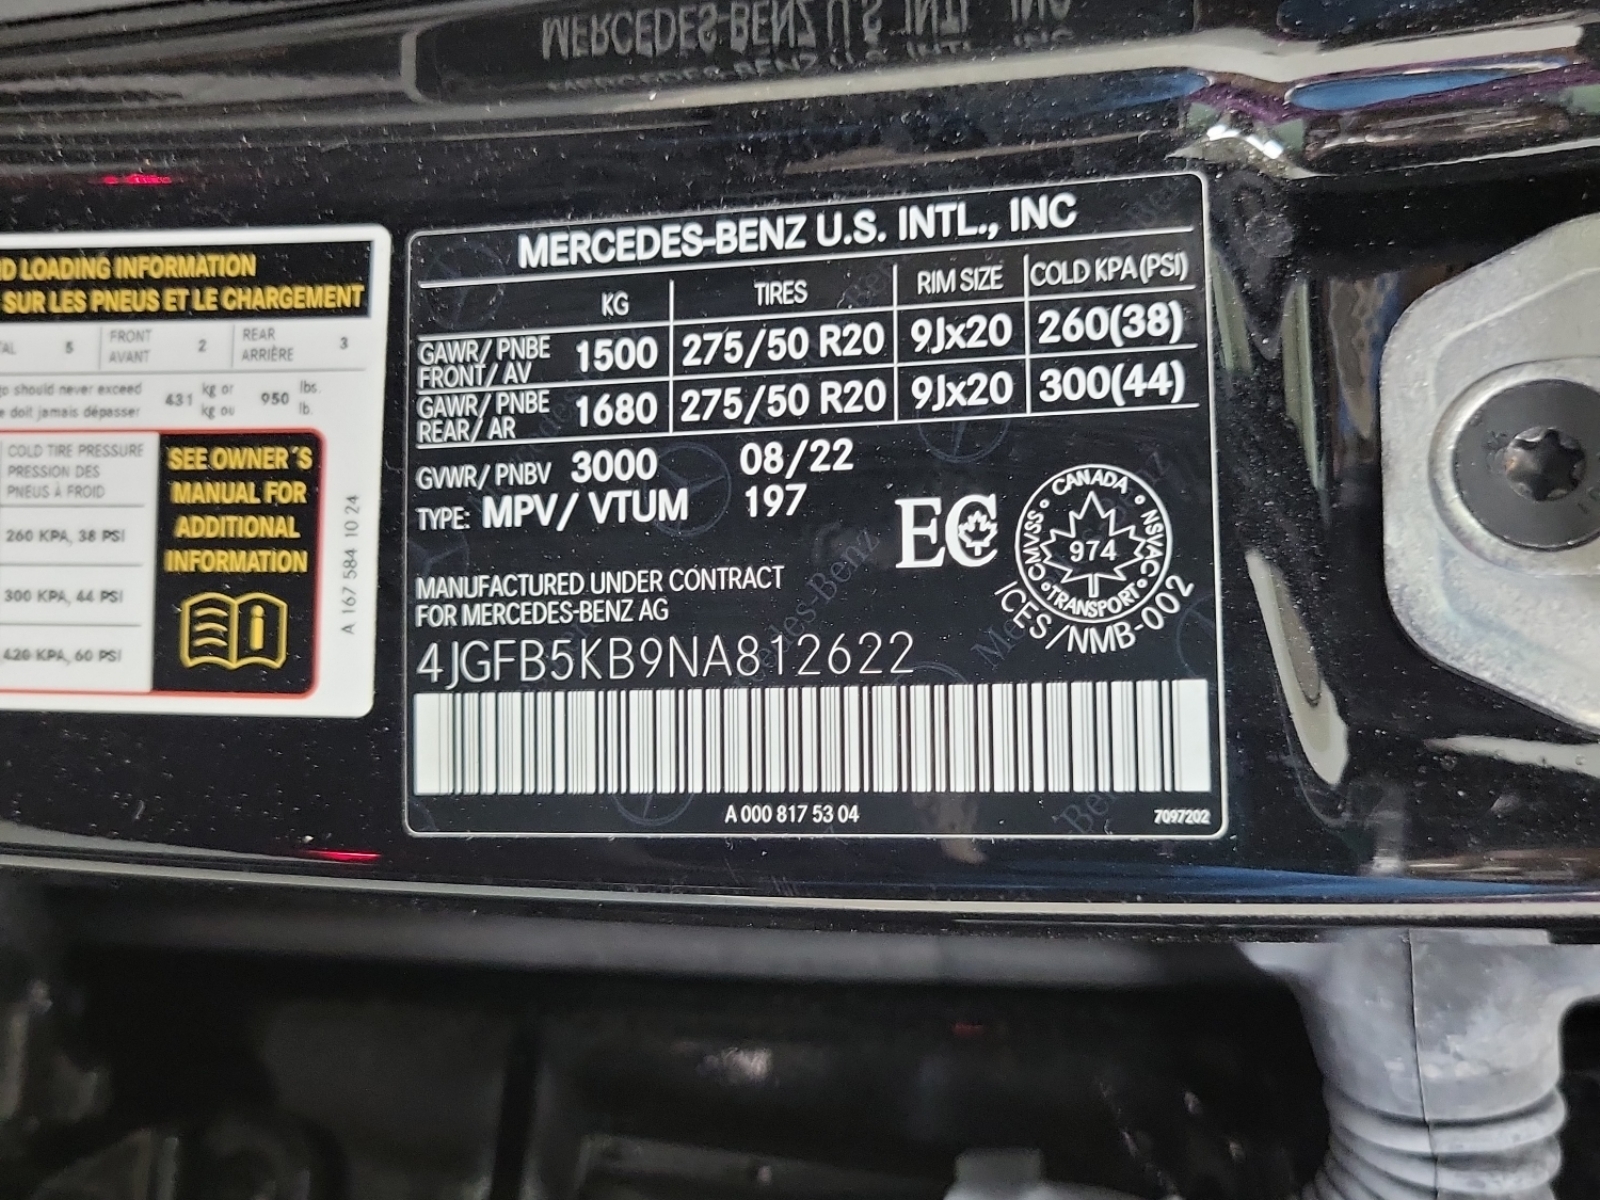 MERCEDES-BENZ U.S. INTL., INC
D LOADING INFORMATION
SUR LES PNEUS ET LE CHARGEMENT
5 FRONT AVANT 2 REAR ARRIÈRE 3
should never exceed
doit jamais dépasser
431 kg or kg ou 950 lbs. lb.
COLD TIRE PRESSURE
PRESSION DES
PNEUS À FROID
260 KPA, 38 PSI
300 KPA, 44 PSI
420 KPA, 60 PSI
SEE OWNER'S
MANUAL FOR
ADDITIONAL
INFORMATION
A 167 584 10 24
MERCEDES-BENZ U.S. INTL., INC
KG TIRES RIM SIZE COLD KPA(PSI)
GAWR/ PNBE FRONT/ AV 1500 275/50 R20 9Jx20 260(38)
GAWR/ PNBE REAR/ AR 1680 275/50 R20 9Jx20 300(44)
GVWR/ PNBV 3000 08/22
TYPE: MPV/ VTUM 197
EC
CANADA
CMVSS NSVAC
974
TRANSPORT
ICES/NMB-002
MANUFACTURED UNDER CONTRACT
FOR MERCEDES-BENZ AG
4JGFB5KB9NA812622
A 000 817 53 04
7097202